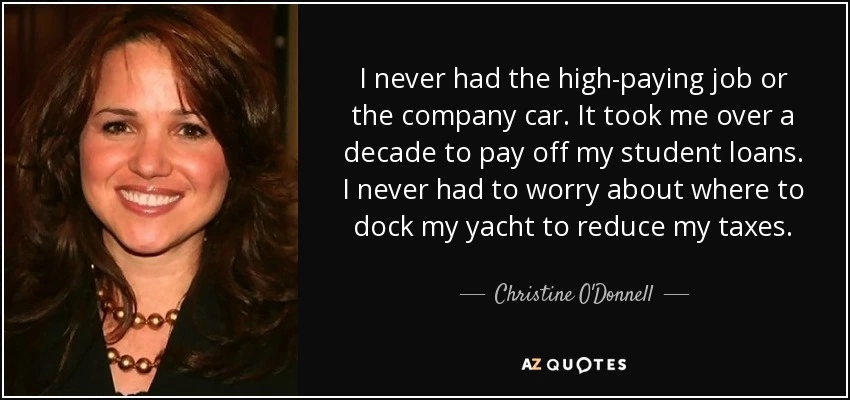 I never had the high-paying job or
the company car. It took me over a
decade to pay off my student loans.
I never had to worry about where to
dock my yacht to reduce my taxes.
Christine O'Donnell
AZ QUOTES